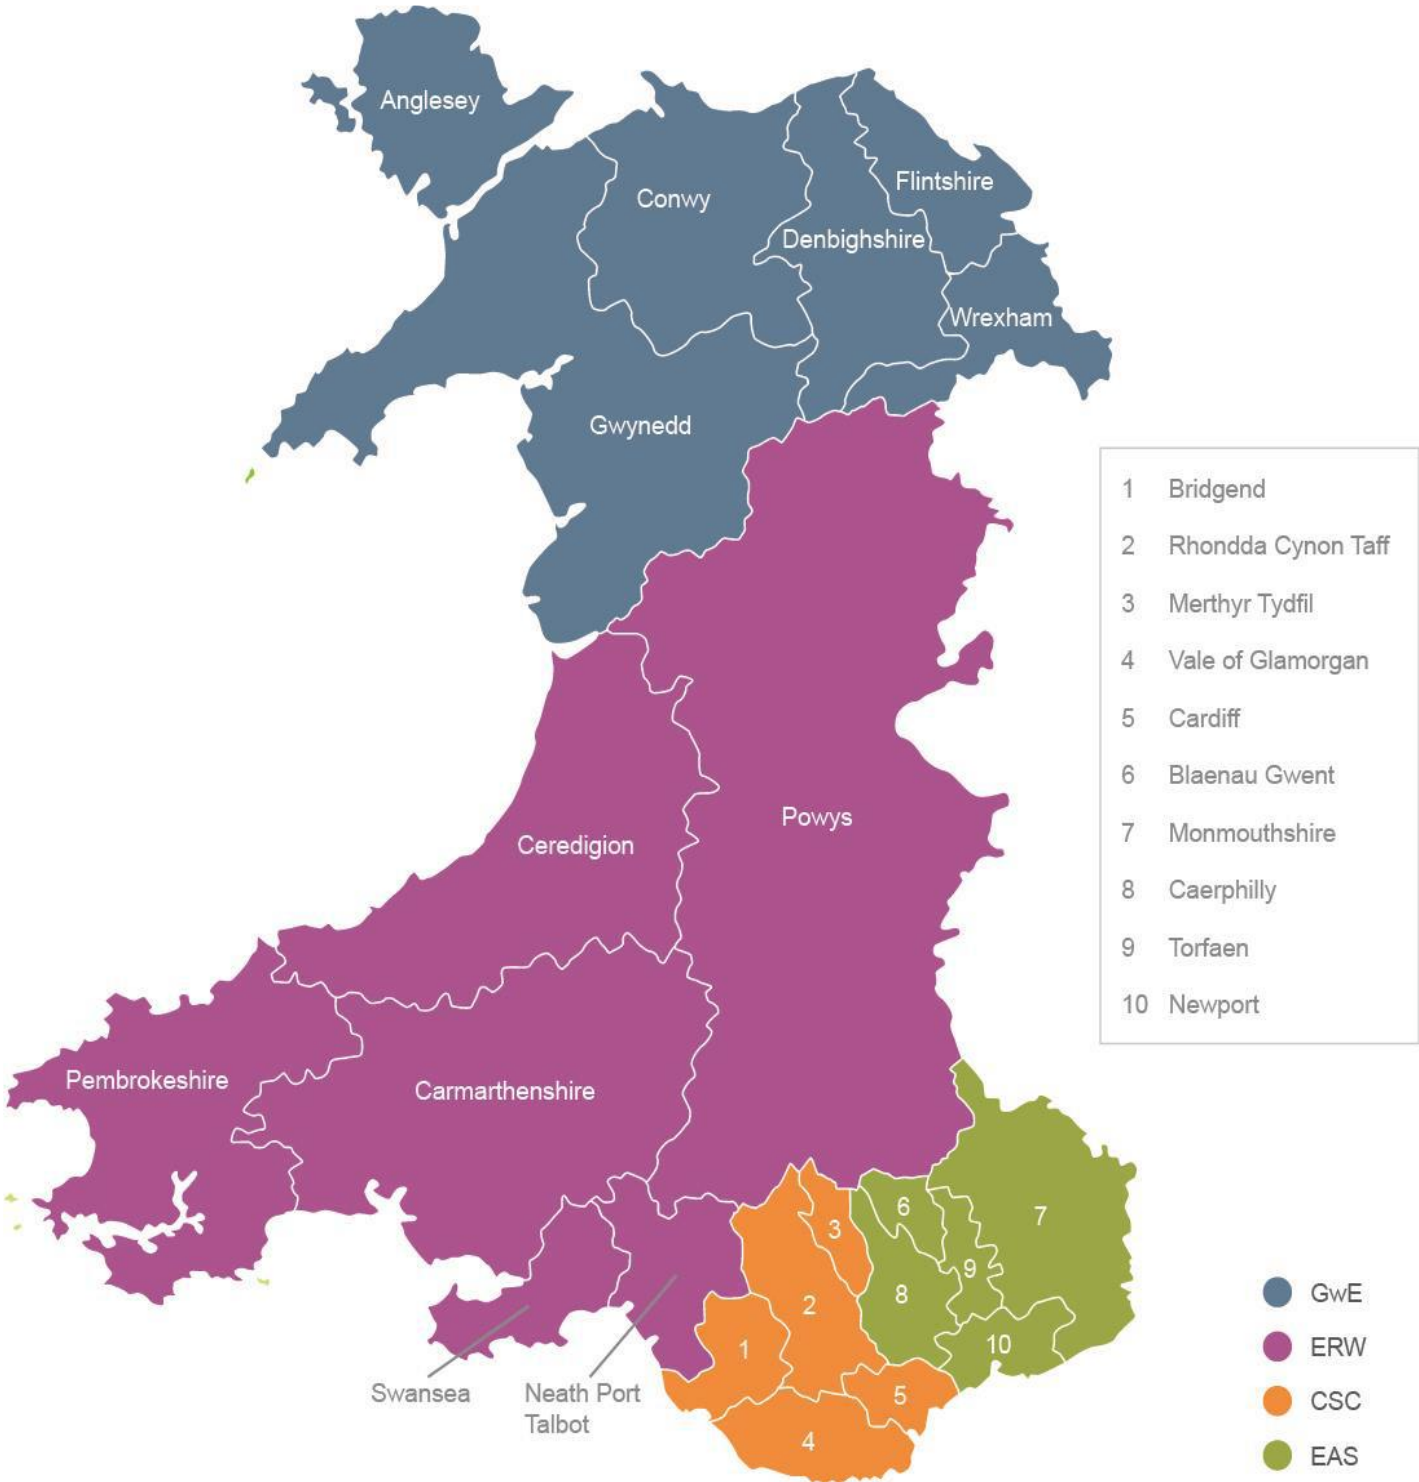 Anglesey
Flintshire
Conwy
Denbighshire
Wrexham
Gwynedd
1 Bridgend
2 Rhondda Cynon Taff
3 Merthyr Tydfil
4 Vale of Glamorgan
5 Cardiff
6 Blaenau Gwent
7 Monmouthshire
8 Caerphilly
9 Torfaen
10 Newport
Powys
Ceredigion
Pembrokeshire
Carmarthenshire
6
7
3
9
8
2
10
1
5
4
Swansea
Neath Port
Talbot
GwE
ERW
CSC
EAS